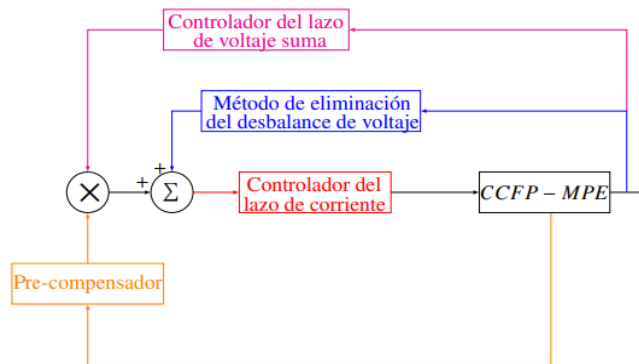 Controlador del lazo
de voltaje suma
Método de eliminación
del desbalance de voltaje
+
+
×
Σ
Controlador del
lazo de corriente
CCFP − MPE
Pre-compensador